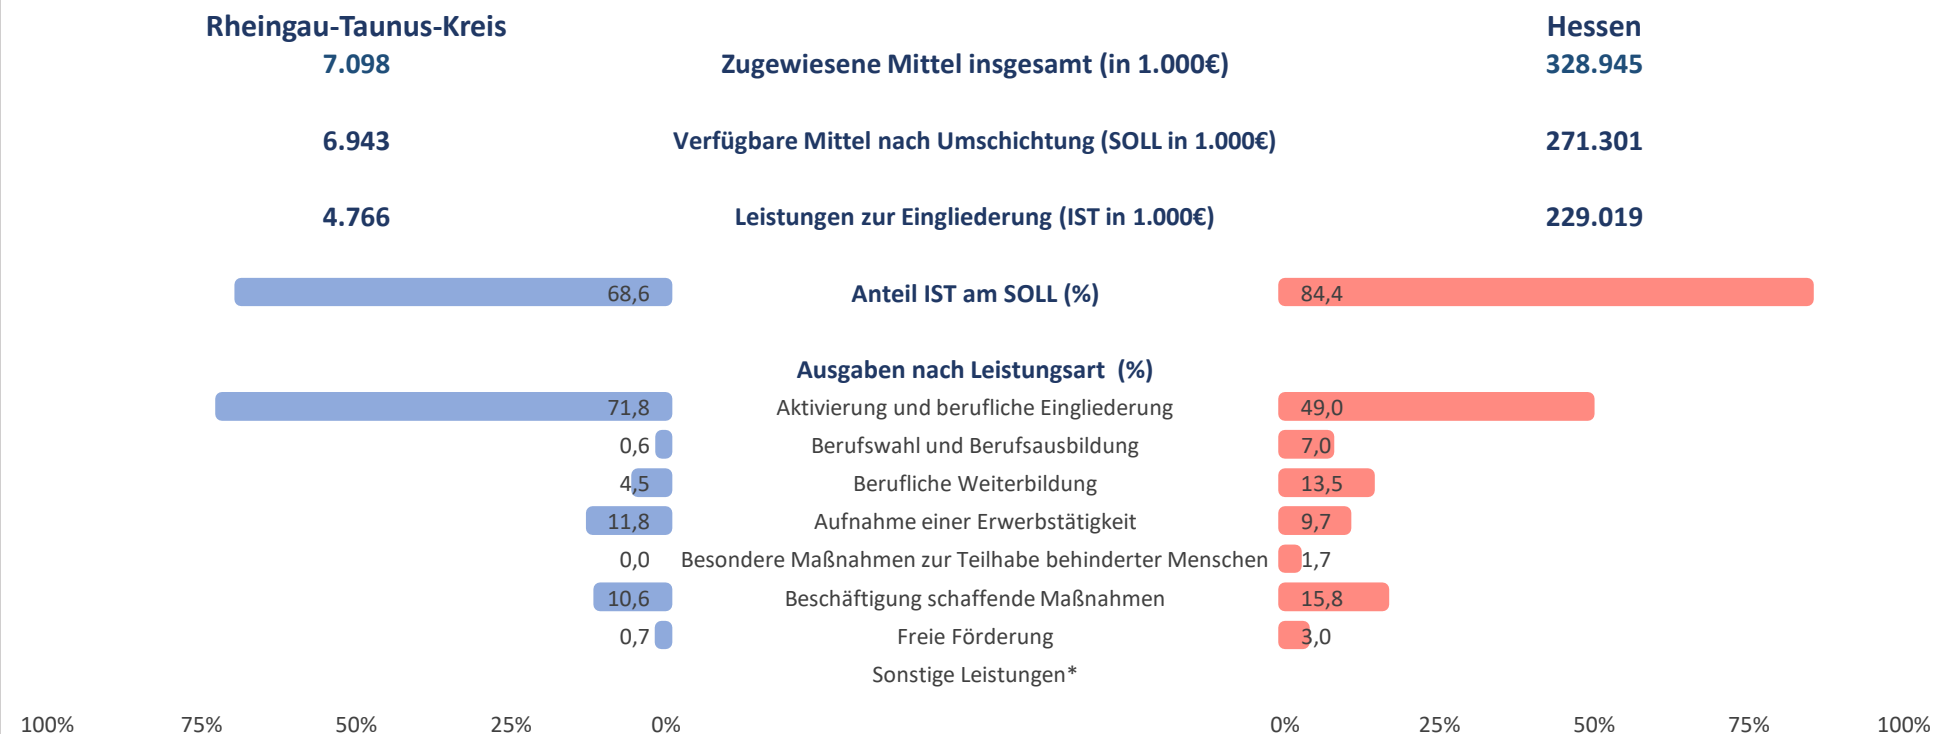 Rheingau-Taunus-Kreis Hessen
7.098 Zugewiesene Mittel insgesamt (in 1.000€) 328.945
6.943 Verfügbare Mittel nach Umschichtung (SOLL in 1.000€) 271.301
4.766 Leistungen zur Eingliederung (IST in 1.000€) 229.019
68,6 Anteil IST am SOLL (%) 84,4
Ausgaben nach Leistungsart (%)
71,8 Aktivierung und berufliche Eingliederung 49,0
0,6 Berufswahl und Berufsausbildung 7,0
4,5 Berufliche Weiterbildung 13,5
11,8 Aufnahme einer Erwerbstätigkeit 9,7
0,0 Besondere Maßnahmen zur Teilhabe behinderter Menschen 1,7
10,6 Beschäftigung schaffende Maßnahmen 15,8
0,7 Freie Förderung 3,0
Sonstige Leistungen*
100% 75% 50% 25% 0% 0% 25% 50% 75% 100%